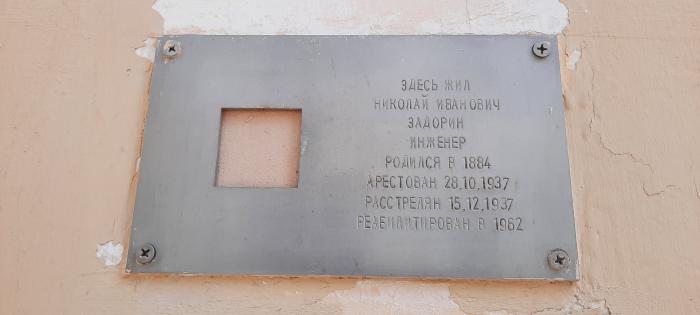 ЗДЕСЬ ЖИЛ
НИКОЛАЙ ИВАНОВИЧ
ЗАДОРИН
ИНЖЕНЕР
РОДИЛСЯ В 1884
АРЕСТОВАН 28.10.1937
РАССТРЕЛЯН 15.12.1937
РЕАБИЛИТИРОВАН В 1962